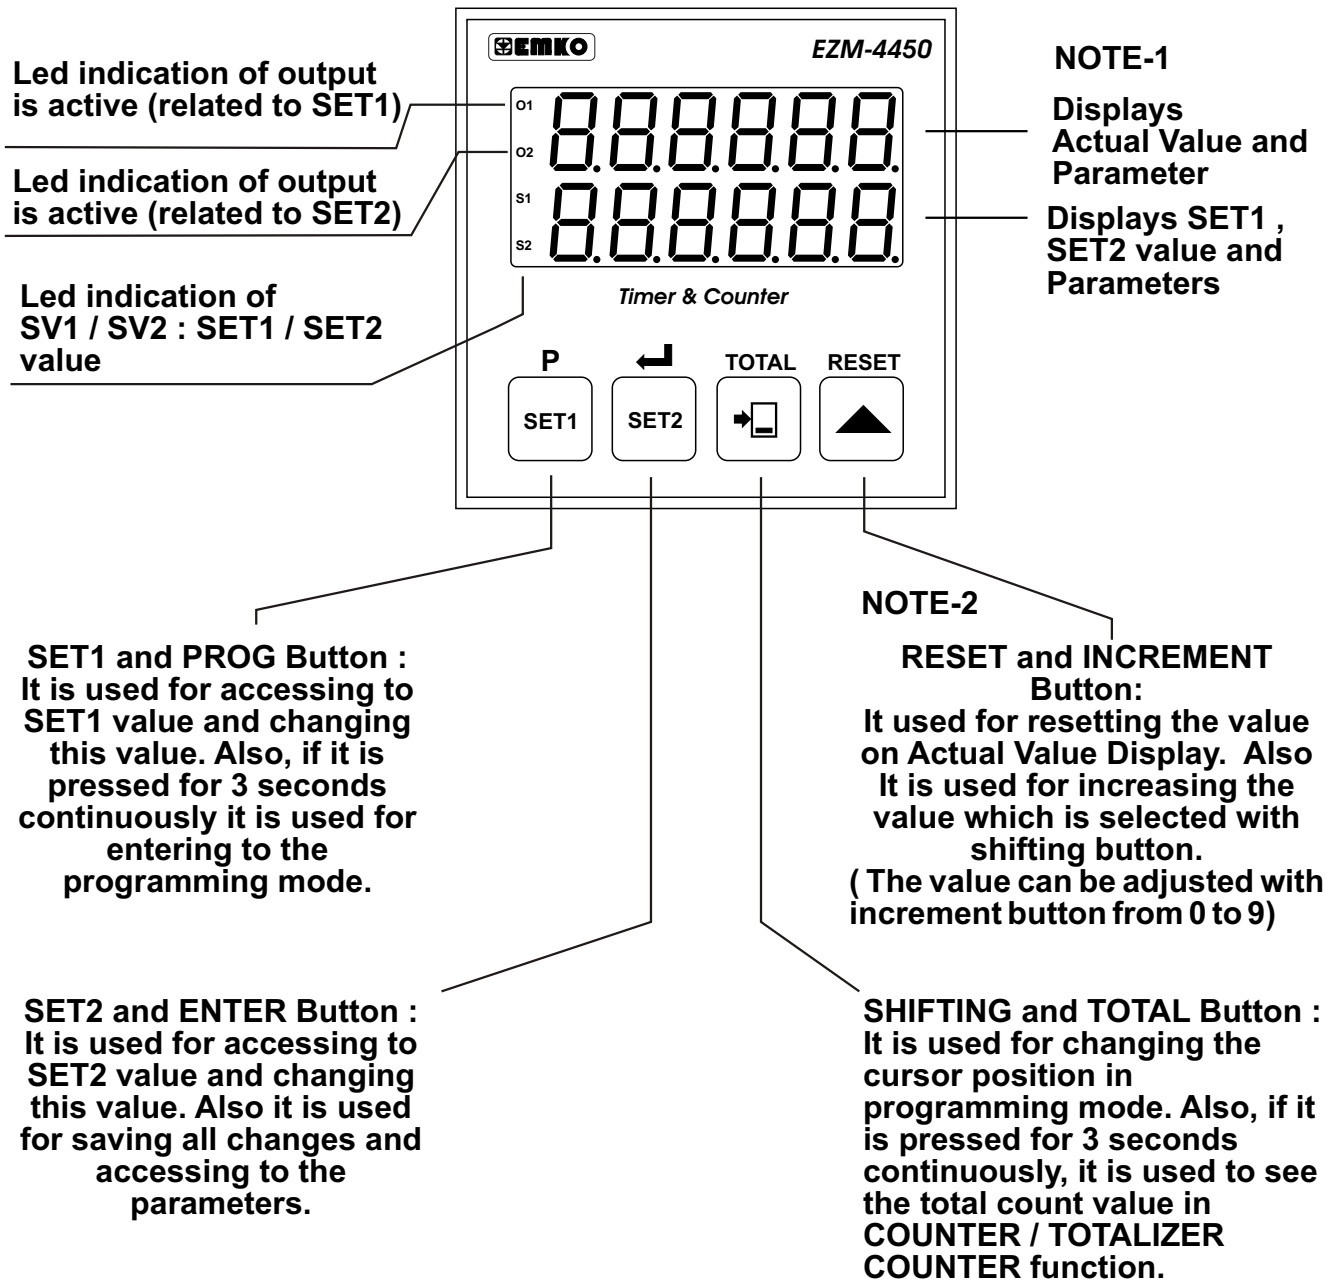 EMKO
EZM-4450
Led indication of output
is active (related to SET1)
Led indication of output
is active (related to SET2)
Led indication of
SV1 / SV2 : SET1 / SET2
value
O1
O2
S1
S2
888888
8.8.8.8.8.8.
Timer & Counter
NOTE-1
Displays
Actual Value and
Parameter
Displays SET1 ,
SET2 value and
Parameters
P
TOTAL
RESET
SET1
SET2
SET1 and PROG Button :
It is used for accessing to
SET1 value and changing
this value. Also, if it is
pressed for 3 seconds
continuously it is used for
entering to the
programming mode.
NOTE-2
RESET and INCREMENT
Button:
It used for resetting the value
on Actual Value Display. Also
It is used for increasing the
value which is selected with
shifting button.
( The value can be adjusted with
increment button from 0 to 9)
SET2 and ENTER Button :
It is used for accessing to
SET2 value and changing
this value. Also it is used
for saving all changes and
accessing to the
parameters.
SHIFTING and TOTAL Button :
It is used for changing the
cursor position in
programming mode. Also, if it
is pressed for 3 seconds
continuously, it is used to see
the total count value in
COUNTER / TOTALIZER
COUNTER function.